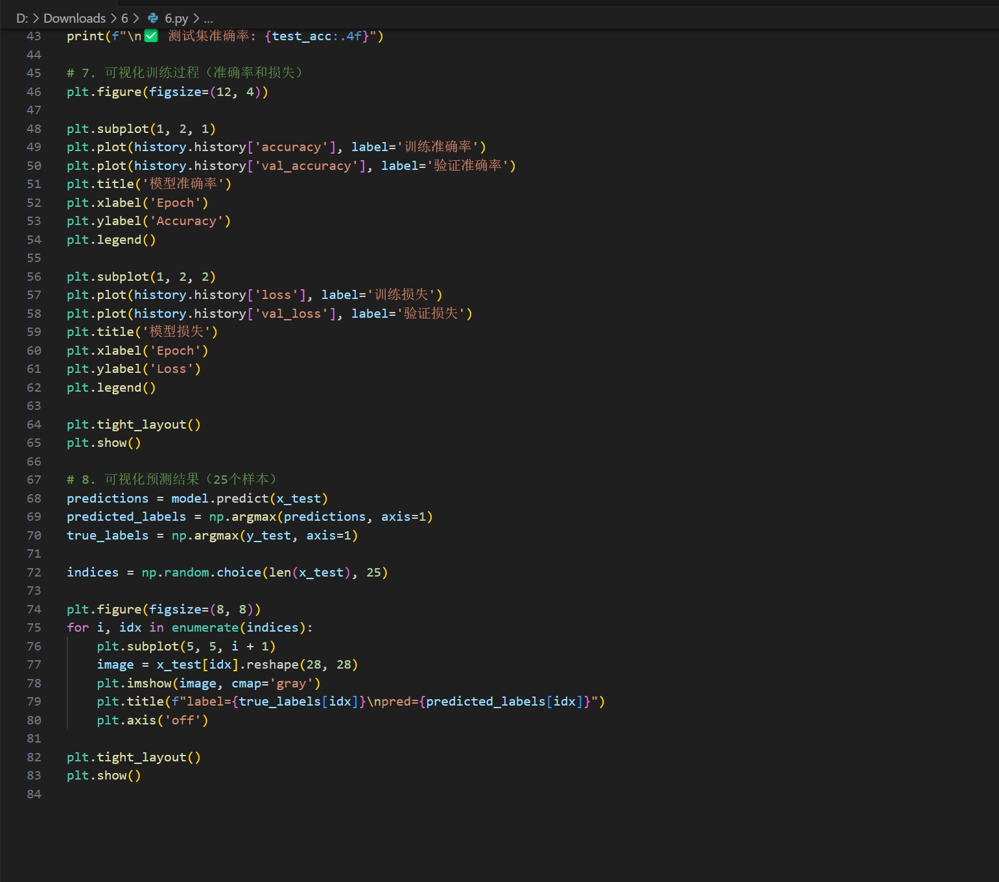 D: > Downloads > 6 > 6.py > ...
43 print(f"\n✅ 测试集准确率: {test_acc:.4f}")
44
45 # 7. 可视化训练过程（准确率和损失）
46 plt.figure(figsize=(12, 4))
47
48 plt.subplot(1, 2, 1)
49 plt.plot(history.history['accuracy'], label='训练准确率')
50 plt.plot(history.history['val_accuracy'], label='验证准确率')
51 plt.title('模型准确率')
52 plt.xlabel('Epoch')
53 plt.ylabel('Accuracy')
54 plt.legend()
55
56 plt.subplot(1, 2, 2)
57 plt.plot(history.history['loss'], label='训练损失')
58 plt.plot(history.history['val_loss'], label='验证损失')
59 plt.title('模型损失')
60 plt.xlabel('Epoch')
61 plt.ylabel('Loss')
62 plt.legend()
63
64 plt.tight_layout()
65 plt.show()
66
67 # 8. 可视化预测结果（25个样本）
68 predictions = model.predict(x_test)
69 predicted_labels = np.argmax(predictions, axis=1)
70 true_labels = np.argmax(y_test, axis=1)
71
72 indices = np.random.choice(len(x_test), 25)
73
74 plt.figure(figsize=(8, 8))
75 for i, idx in enumerate(indices):
76     plt.subplot(5, 5, i + 1)
77     image = x_test[idx].reshape(28, 28)
78     plt.imshow(image, cmap='gray')
79     plt.title(f"label={true_labels[idx]}\npred={predicted_labels[idx]}")
80     plt.axis('off')
81
82 plt.tight_layout()
83 plt.show()
84